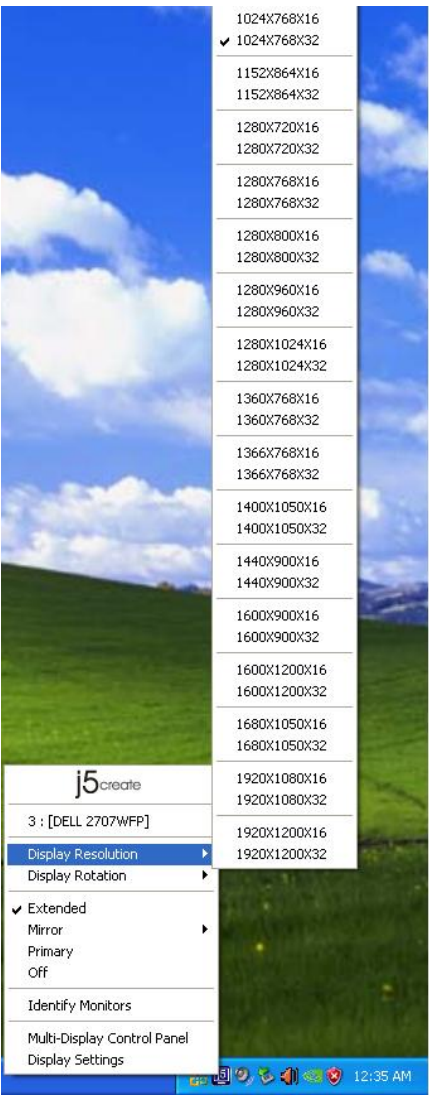 1024X768X16
1024X768X32
1152X864X16
1152X864X32
1280X720X16
1280X720X32
1280X768X16
1280X768X32
1280X800X16
1280X800X32
1280X960X16
1280X960X32
1280X1024X16
1280X1024X32
1360X768X16
1360X768X32
1366X768X16
1366X768X32
1400X1050X16
1400X1050X32
1440X900X16
1440X900X32
1600X900X16
1600X900X32
1600X1200X16
1600X1200X32
1680X1050X16
1680X1050X32
1920X1080X16
1920X1080X32
1920X1200X16
1920X1200X32
j5create
3 : [DELL 2707WFP]
Display Resolution
Display Rotation
Extended
Mirror
Primary
Off
Identify Monitors
Multi-Display Control Panel
Display Settings
12:35 AM